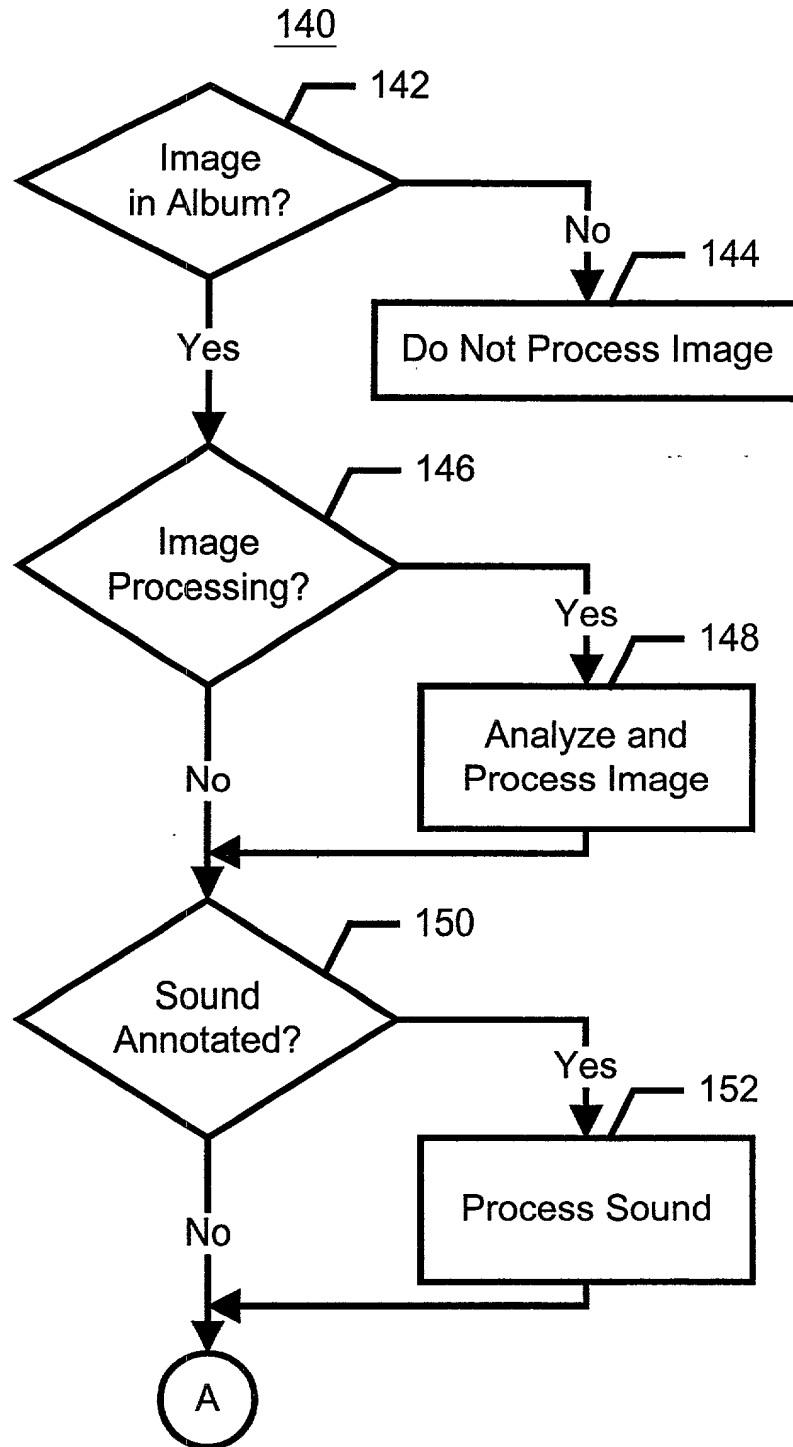 140
142
Image
in Album?
No
144
Do Not Process Image
Yes
146
Image
Processing?
Yes
148
Analyze and
Process Image
No
150
Sound
Annotated?
Yes
152
Process Sound
No
A